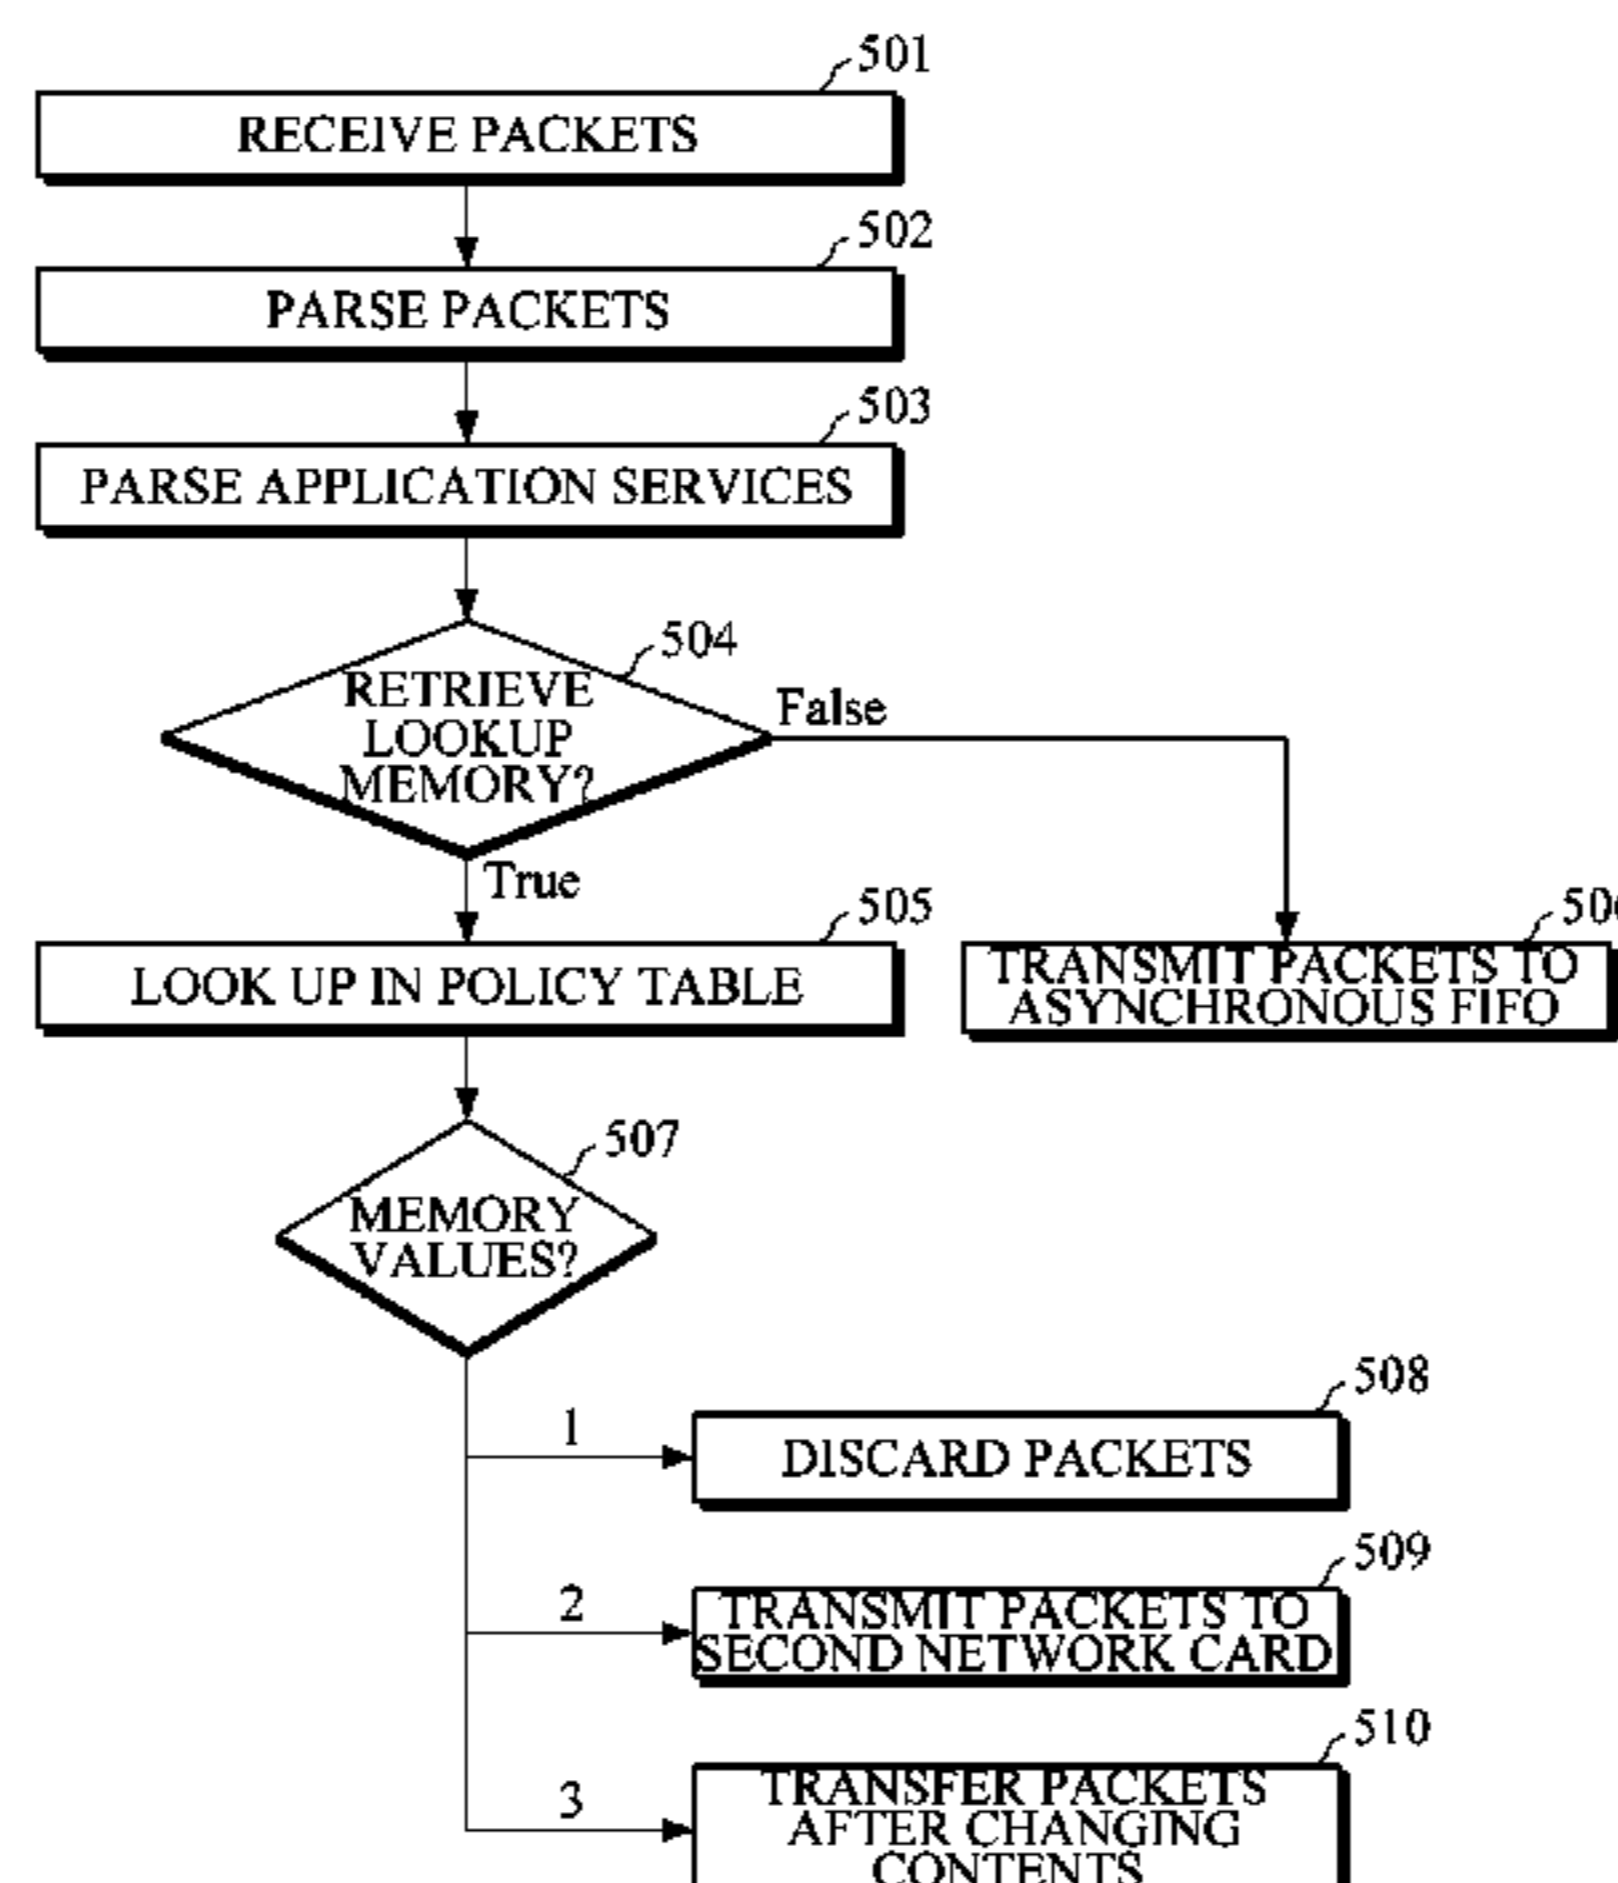 501
RECEIVE PACKETS
502
PARSE PACKETS
503
PARSE APPLICATION SERVICES
504
RETRIEVE
LOOKUP
MEMORY?
False
True
505
LOOK UP IN POLICY TABLE
506
TRANSMIT PACKETS TO
ASYNCHRONOUS FIFO
507
MEMORY
VALUES?
1
508
DISCARD PACKETS
2
509
TRANSMIT PACKETS TO
SECOND NETWORK CARD
3
510
TRANSFER PACKETS
AFTER CHANGING
CONTENTS